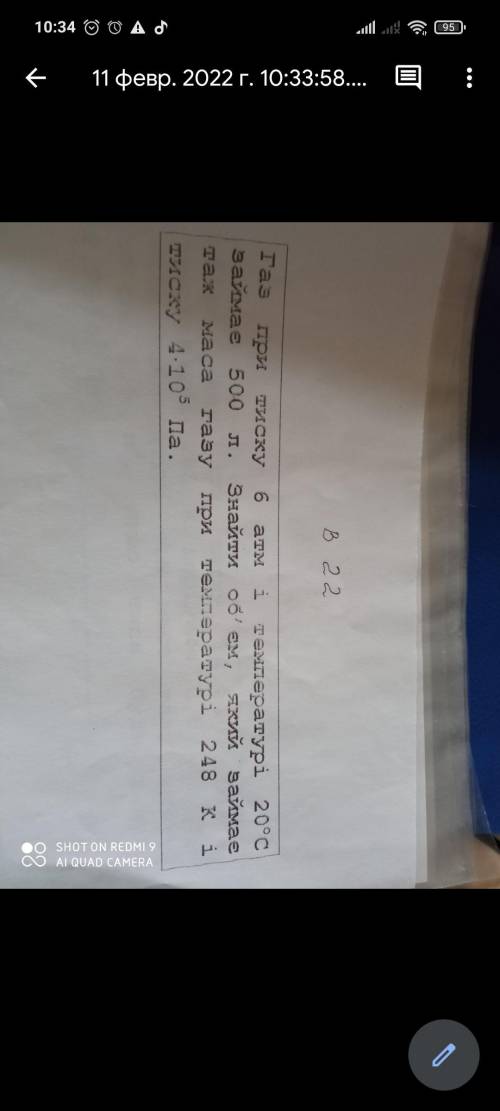 10:34
95
11 февр. 2022 г. 10:33:58....
в 22
Газ при тиску 6 атм і температурі 20°С
займає 500 л. Знайти об'єм, який займає
таж маса газу при температурі 248 К і
тиску 4·10⁵ Па.
SHOT ON REDMI 9
AI QUAD CAMERA